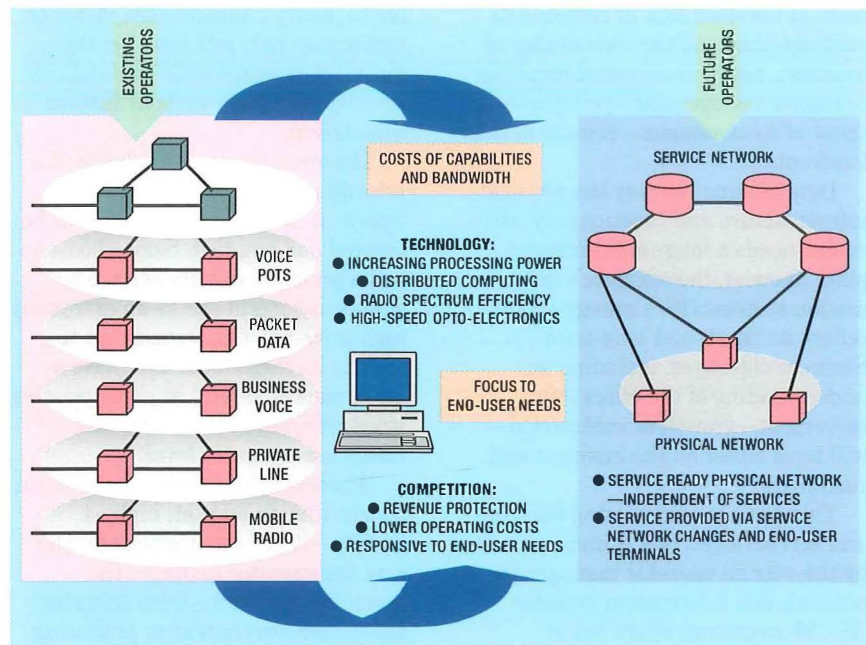 EXISTING
OPERATORS
VOICE
POTS
PACKET
DATA
BUSINESS
VOICE
PRIVATE
LINE
MOBILE
RADIO
COSTS OF CAPABILITIES
AND BANDWIDTH
TECHNOLOGY:
● INCREASING PROCESSING POWER
● DISTRIBUTED COMPUTING
● RADIO SPECTRUM EFFICIENCY
● HIGH-SPEED OPTO-ELECTRONICS
FOCUS TO
ENO-USER NEEDS
COMPETITION:
● REVENUE PROTECTION
● LOWER OPERATING COSTS
● RESPONSIVE TO END-USER NEEDS
FUTURE
OPERATORS
SERVICE NETWORK
PHYSICAL NETWORK
● SERVICE READY PHYSICAL NETWORK
—INDEPENDENT OF SERVICES
● SERVICE PROVIDED VIA SERVICE
NETWORK CHANGES AND ENO-USER
TERMINALS